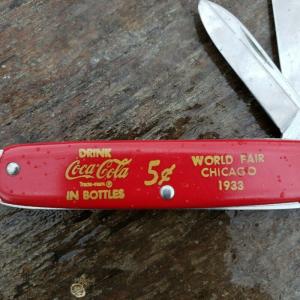 DRINK
Coca-Cola
Trade-mark ®
IN BOTTLES
5¢
WORLD FAIR
CHICAGO
1933